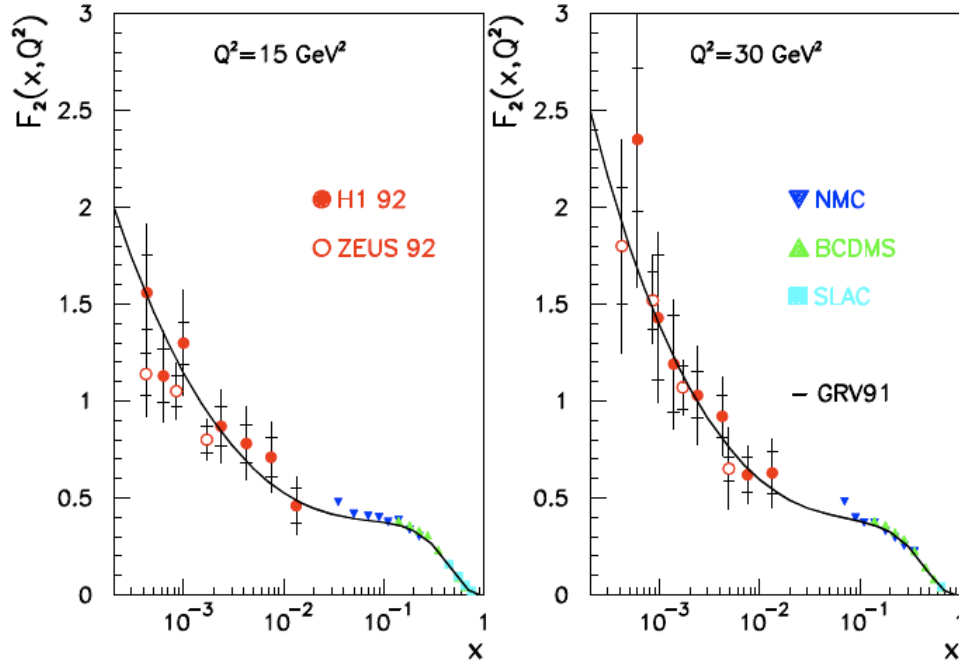 F₂(x,Q²)
Q²=15 GeV²
3
2.5
2
1.5
1
0.5
0
H1 92
ZEUS 92
10⁻³
10⁻²
10⁻¹
1
x
F₂(x,Q²)
Q²=30 GeV²
3
2.5
2
1.5
1
0.5
0
NMC
BCDMS
SLAC
GRV91
10⁻³
10⁻²
10⁻¹
1
x